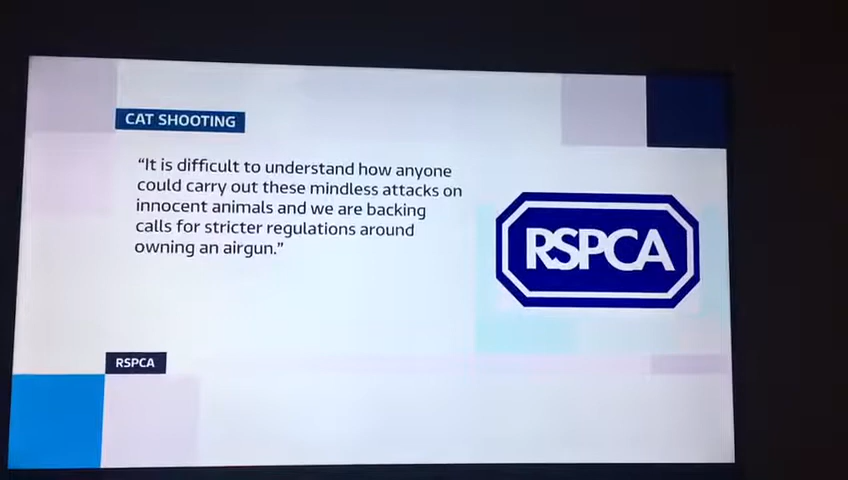 CAT SHOOTING
“It is difficult to understand how anyone
could carry out these mindless attacks on
innocent animals and we are backing
calls for stricter regulations around
owning an airgun.”
RSPCA
RSPCA